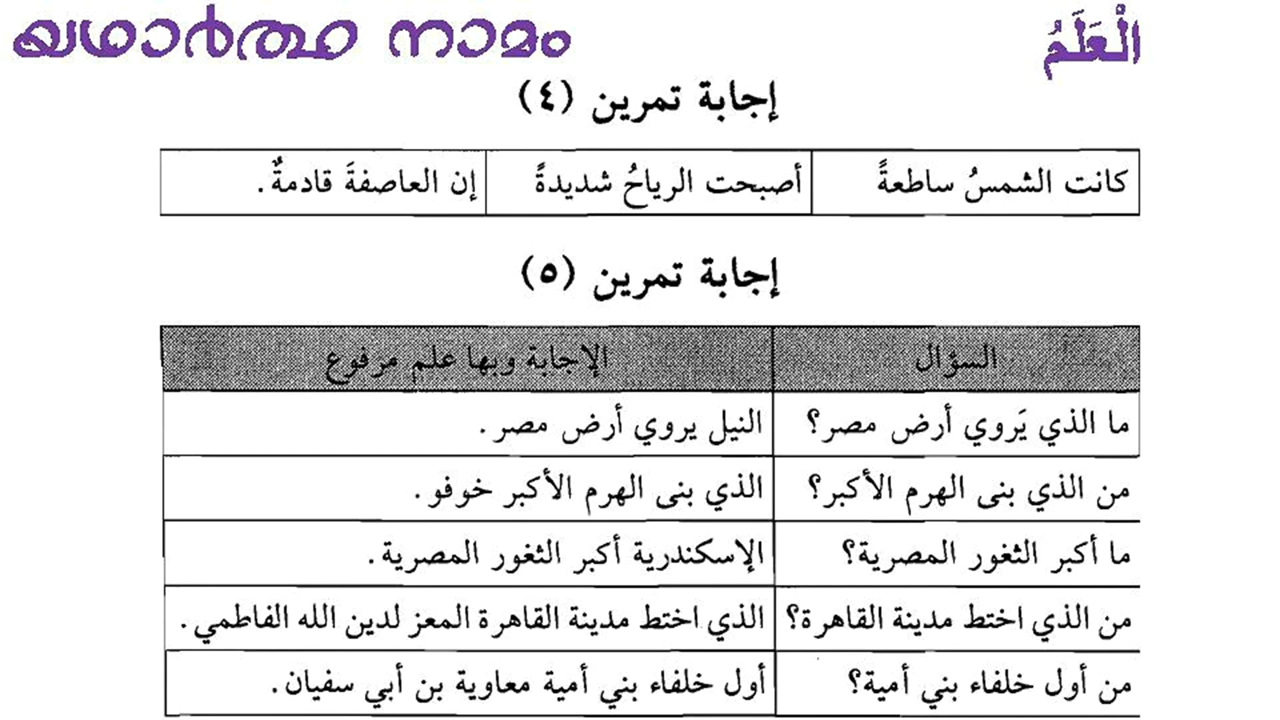 യഥാർത്ഥ നാമം
الْعَلَمُ
إجابة تمرين (٤)
كانت الشمسُ ساطعةً أصبحت الرياحُ شديدةً إن العاصفةَ قادمةٌ.
إجابة تمرين (٥)
السؤال الإجابة وبها علم مرفوع
ما الذي يَروي أرض مصر؟ النيل يروي أرض مصر.
من الذي بنى الهرم الأكبر؟ الذي بنى الهرم الأكبر خوفو.
ما أكبر الثغور المصرية؟ الإسكندرية أكبر الثغور المصرية.
من الذي اختط مدينة القاهرة؟ الذي اختط مدينة القاهرة المعز لدين الله الفاطمي.
من أول خلفاء بني أمية؟ أول خلفاء بني أمية معاوية بن أبي سفيان.